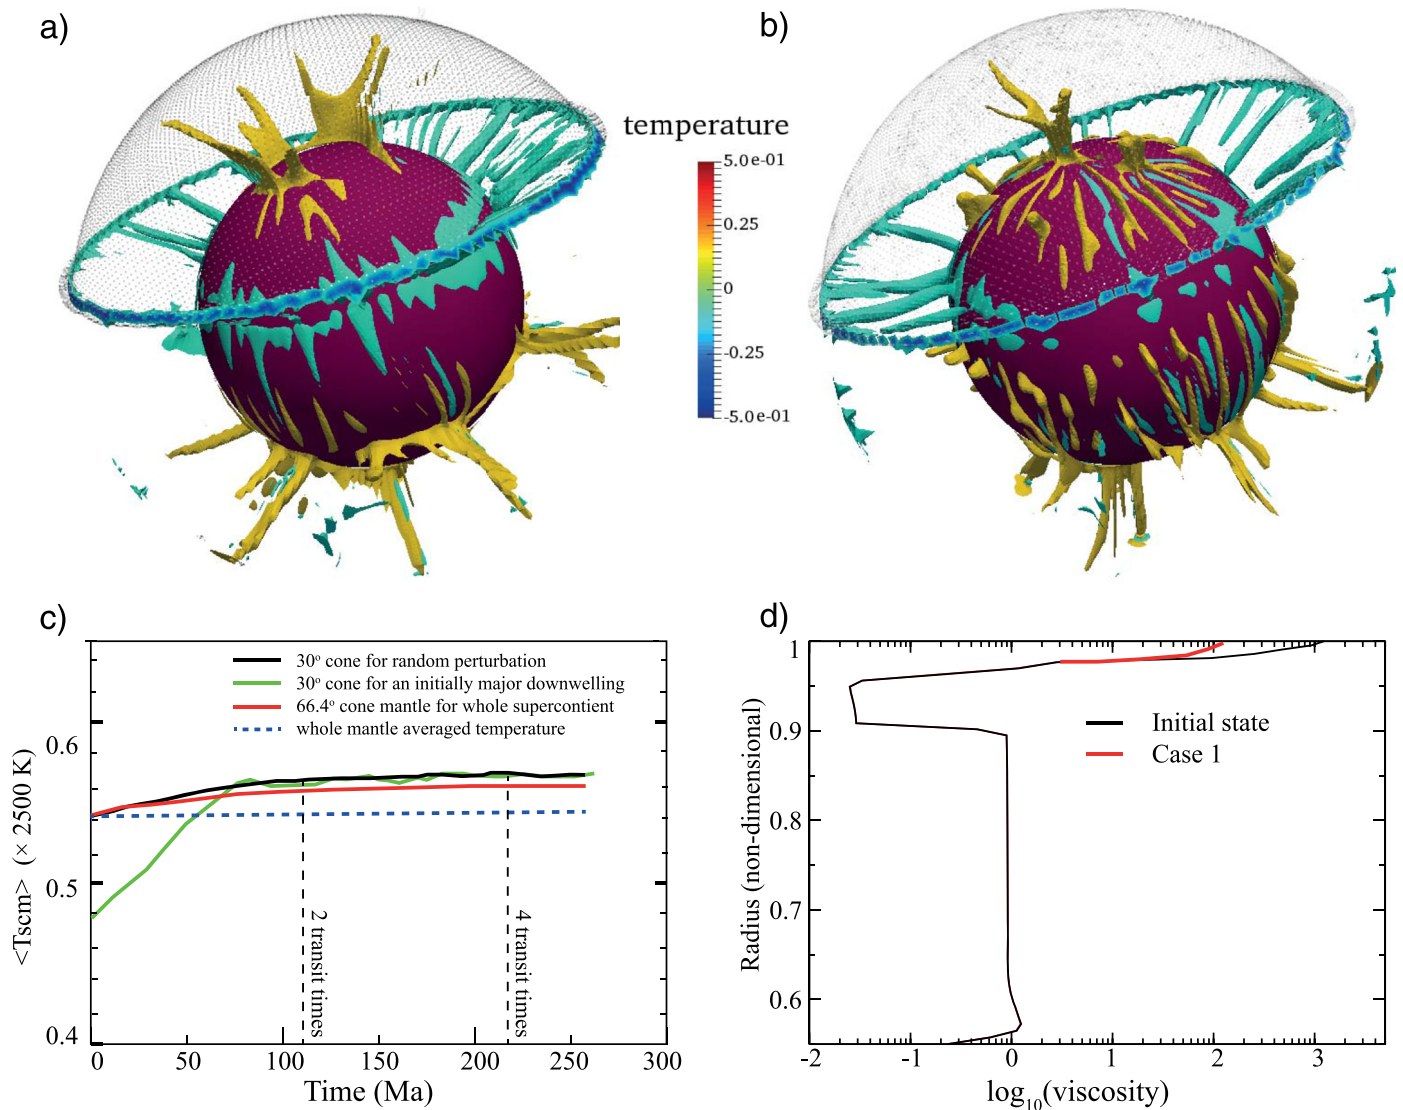 a)
b)
temperature
5.0 e-01
0.25
0
-0.25
-5.0 e-01
c)
30° cone for random perturbation
30° cone for an initially major downwelling
66.4° cone mantle for whole supercontient
whole mantle averaged temperature
<Tscm> (× 2500 K)
0.6
0.5
0.4
2 transit times
4 transit times
0 50 100 150 200 250 300
Time (Ma)
d)
Initial state
Case 1
Radius (non-dimensional)
1
0.9
0.8
0.7
0.6
-2 -1 0 1 2 3
log10(viscosity)